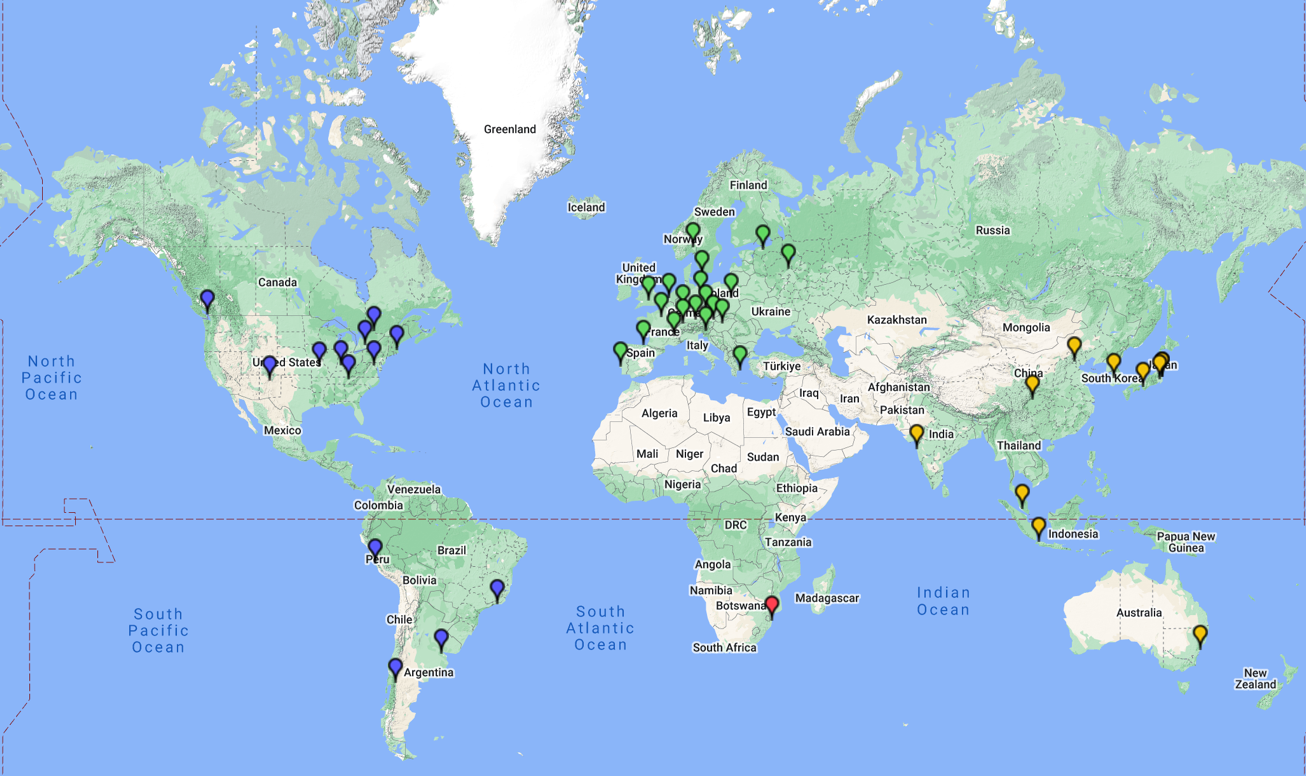 Greenland
Iceland
Finland
Sweden
Norway
Russia
Canada
United
Kingdom
Poland
Ukraine
Kazakhstan
Mongolia
France
Italy
Spain
Türkiye
United States
North
Pacific
Ocean
North
Atlantic
Ocean
China
South Korea
Japan
Afghanistan
Iraq
Iran
Pakistan
Algeria
Libya
Egypt
Saudi Arabia
Mexico
India
Thailand
Mali
Niger
Chad
Sudan
Nigeria
Ethiopia
Venezuela
Colombia
Kenya
DRC
Tanzania
Indonesia
Papua New
Guinea
Peru
Brazil
Bolivia
Angola
Namibia
Botswana
Madagascar
Indian
Ocean
Australia
Chile
South
Pacific
Ocean
South
Atlantic
Ocean
South Africa
Argentina
New
Zealand